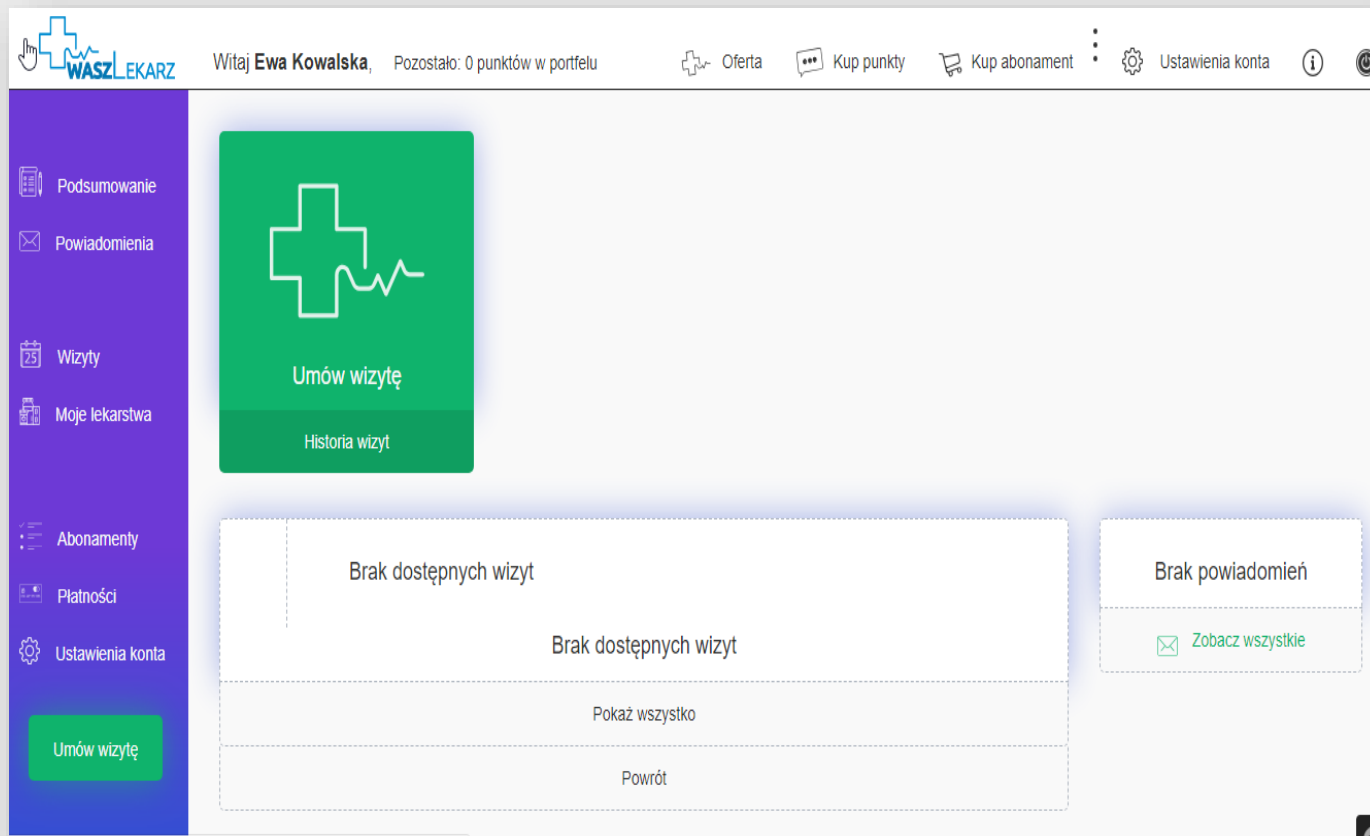 WASZLEKARZ
Witaj Ewa Kowalska, Pozostało: 0 punktów w portfelu
Oferta
Kup punkty
Kup abonament
Ustawienia konta
Podsumowanie
Powiadomienia
25
Wizyty
Moje lekarstwa
Abonamenty
Płatności
Ustawienia konta
Umów wizytę
Umów wizytę
Historia wizyt
Brak dostępnych wizyt
Brak dostępnych wizyt
Pokaż wszystko
Powrót
Brak powiadomień
Zobacz wszystkie